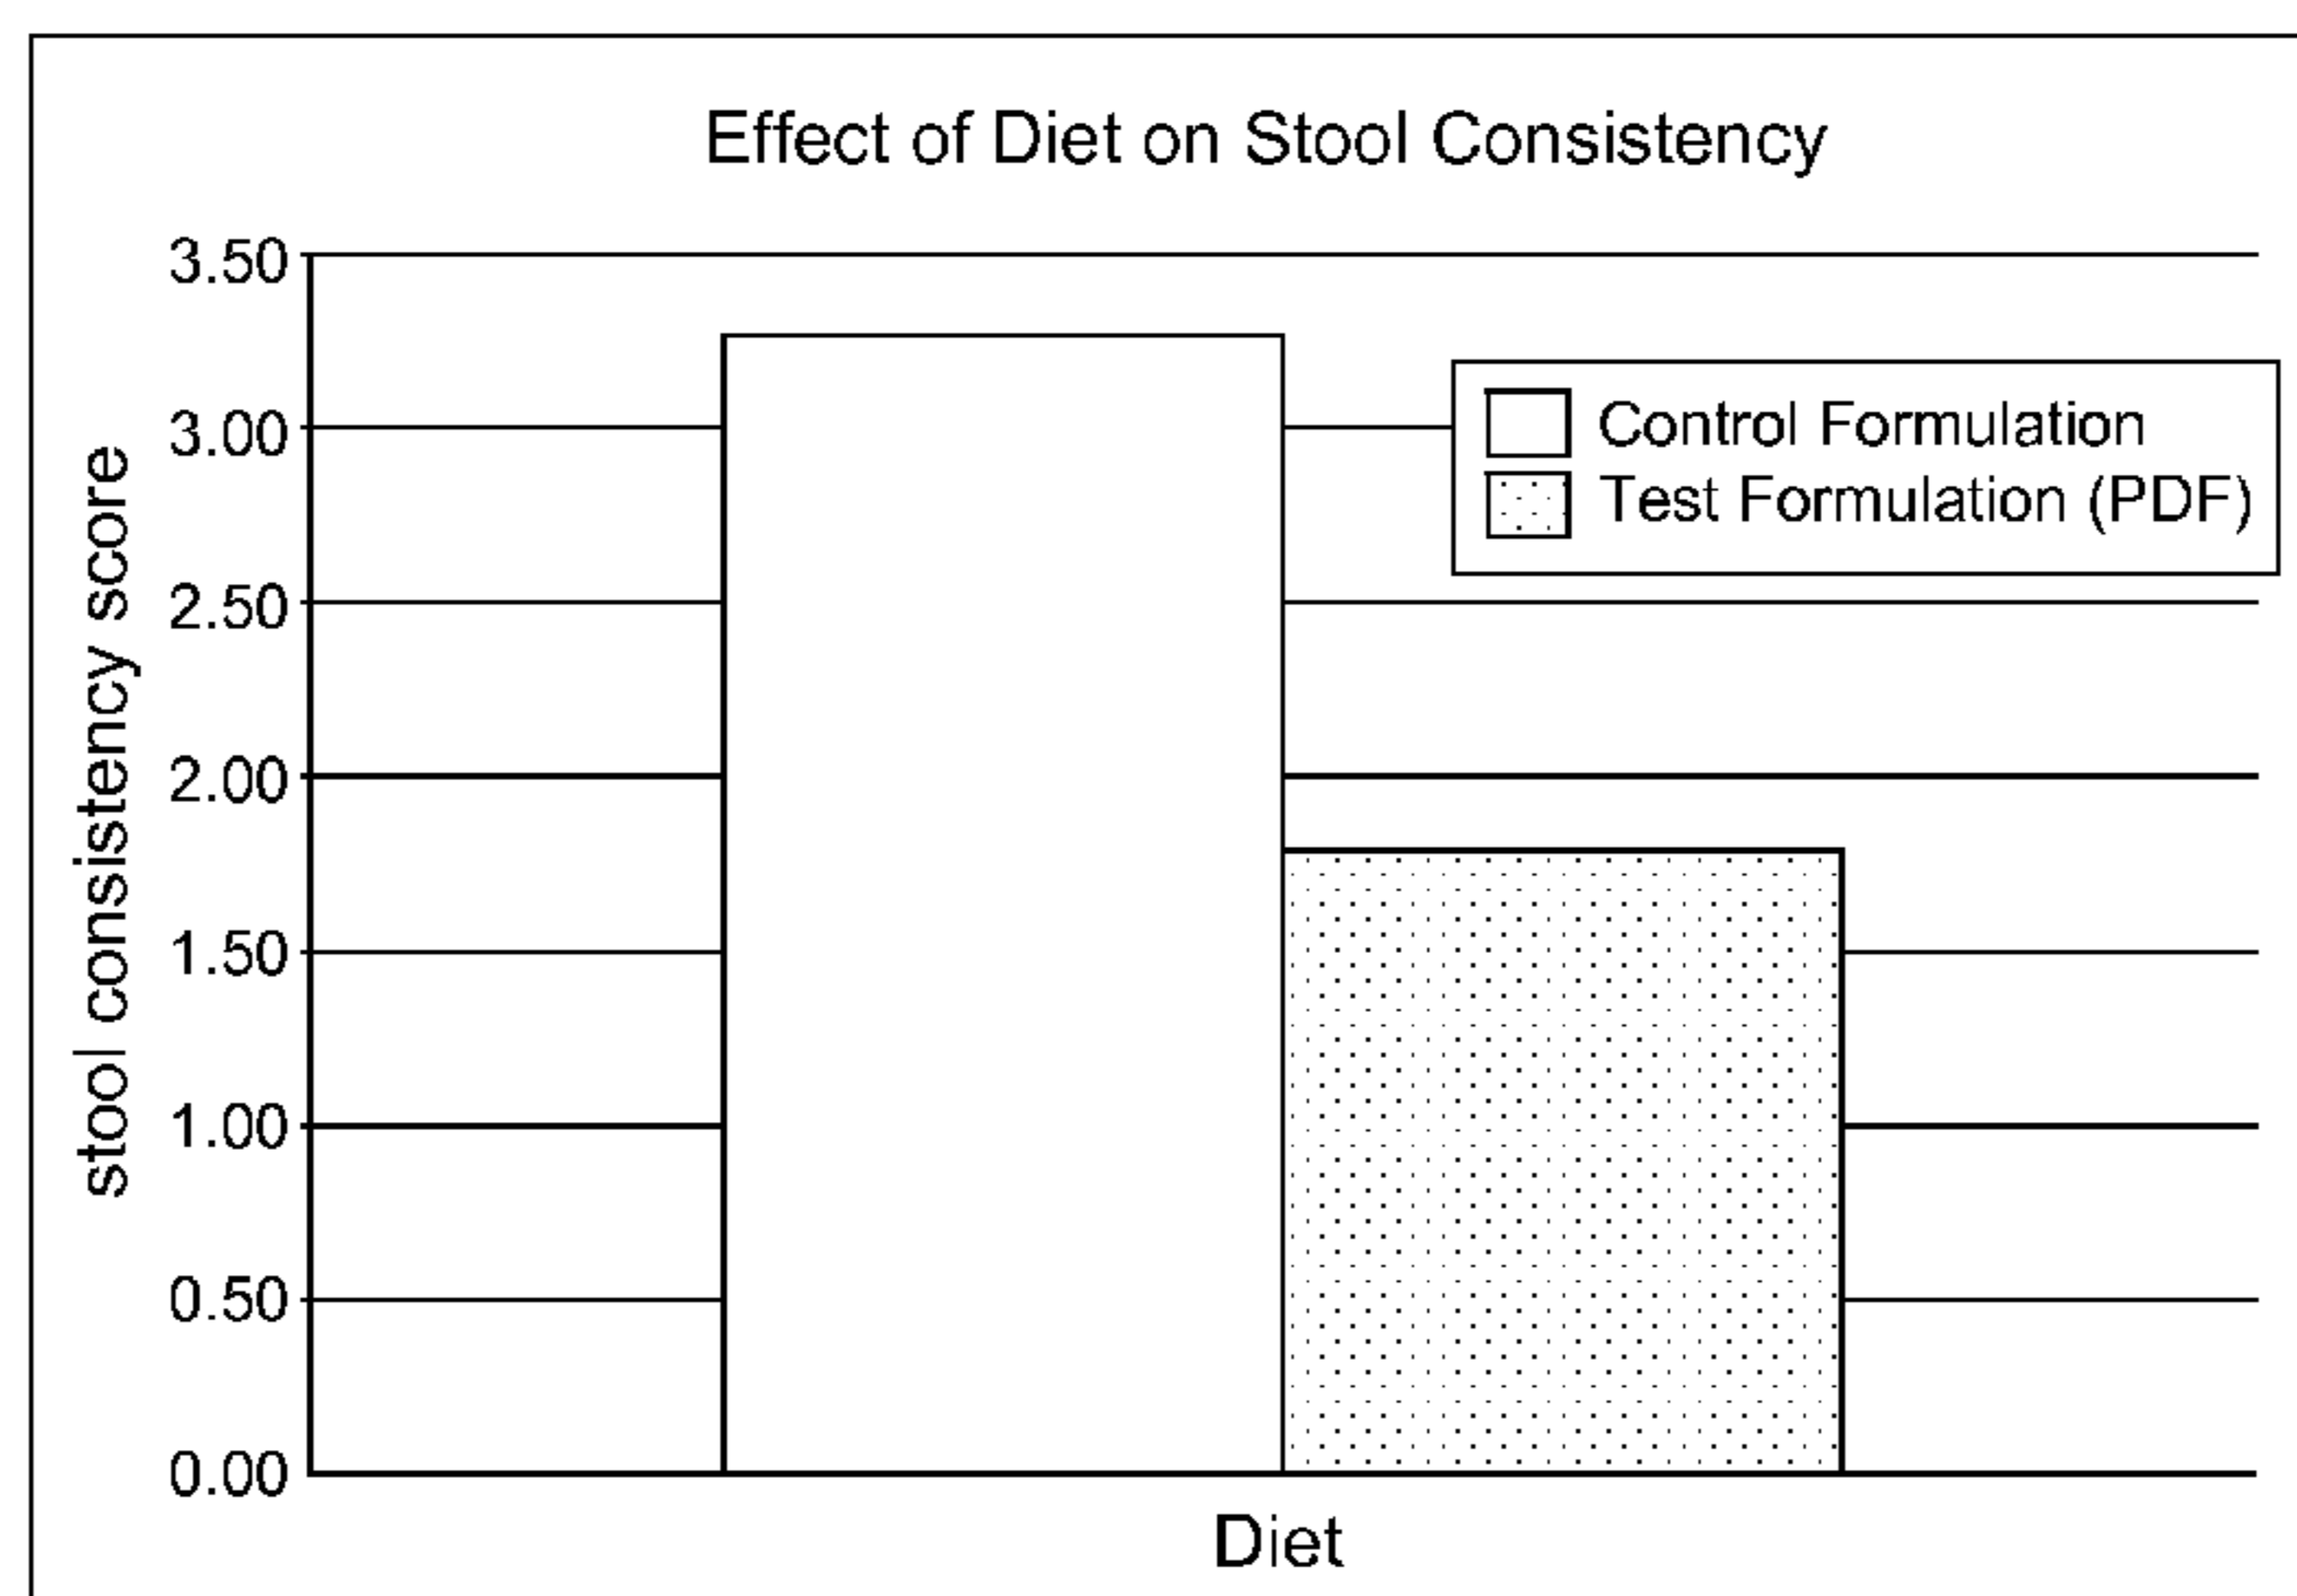 Effect of Diet on Stool Consistency
3.50
3.00
2.50
2.00
1.50
1.00
0.50
0.00
stool consistency score
Control Formulation
Test Formulation (PDF)
Diet